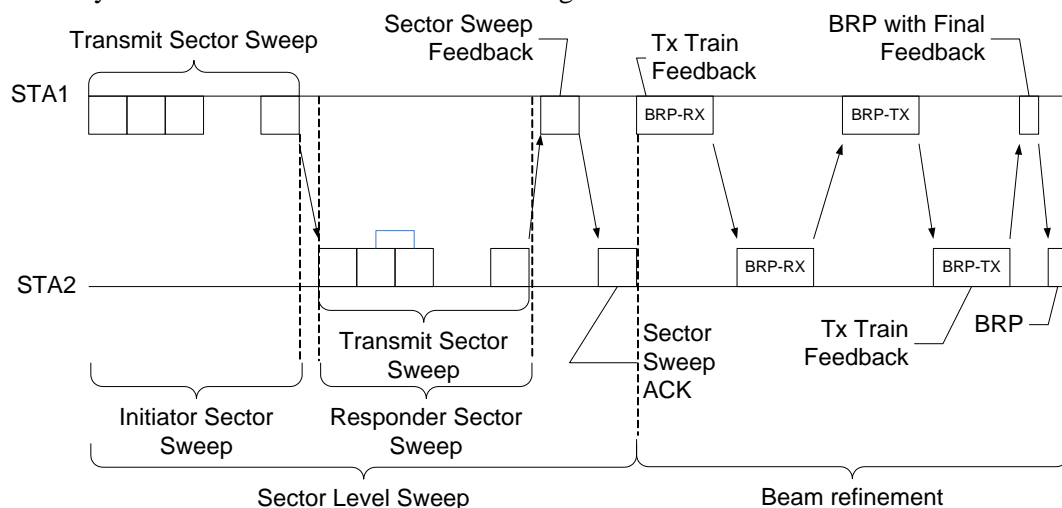 Transmit Sector Sweep
Sector Sweep
Feedback
Tx Train
Feedback
BRP with Final
Feedback
STA1
BRP-RX
BRP-TX
STA2
BRP-RX
BRP-TX
Transmit Sector
Sweep
Sector
Sweep
ACK
Tx Train
Feedback
BRP
Initiator Sector
Sweep
Responder Sector
Sweep
Sector Level Sweep
Beam refinement